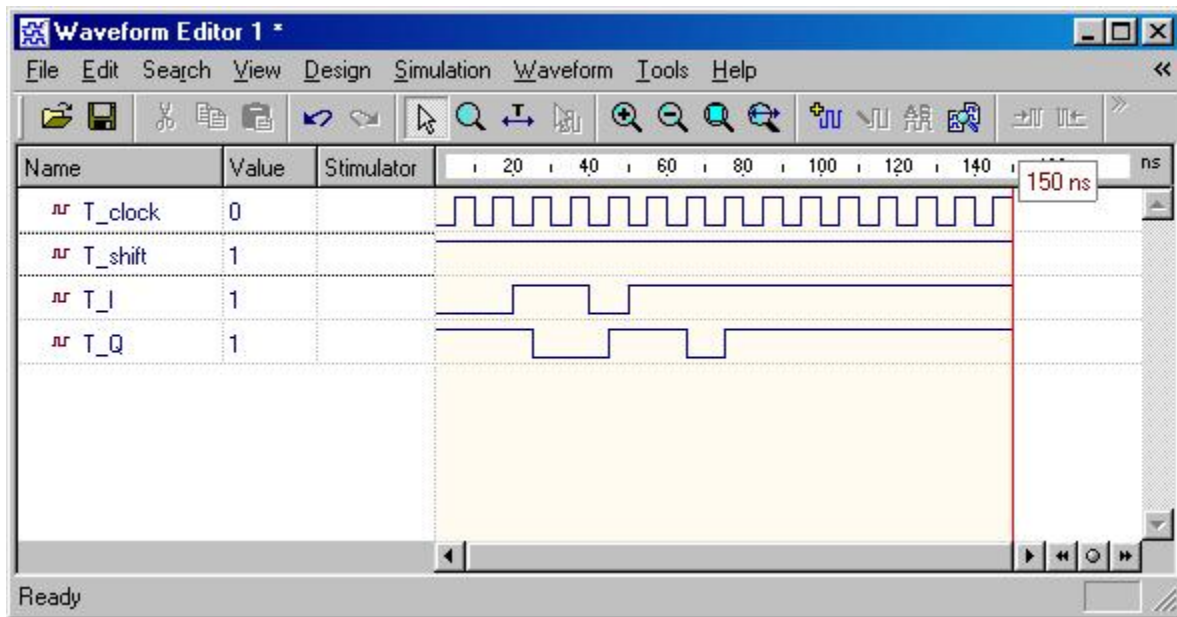 Waveform Editor 1 *
File Edit Search View Design Simulation Waveform Tools Help
Name Value Stimulator 20 40 60 80 100 120 140 ns
150 ns
T_clock 0
T_shift 1
T_I 1
T_Q 1
Ready